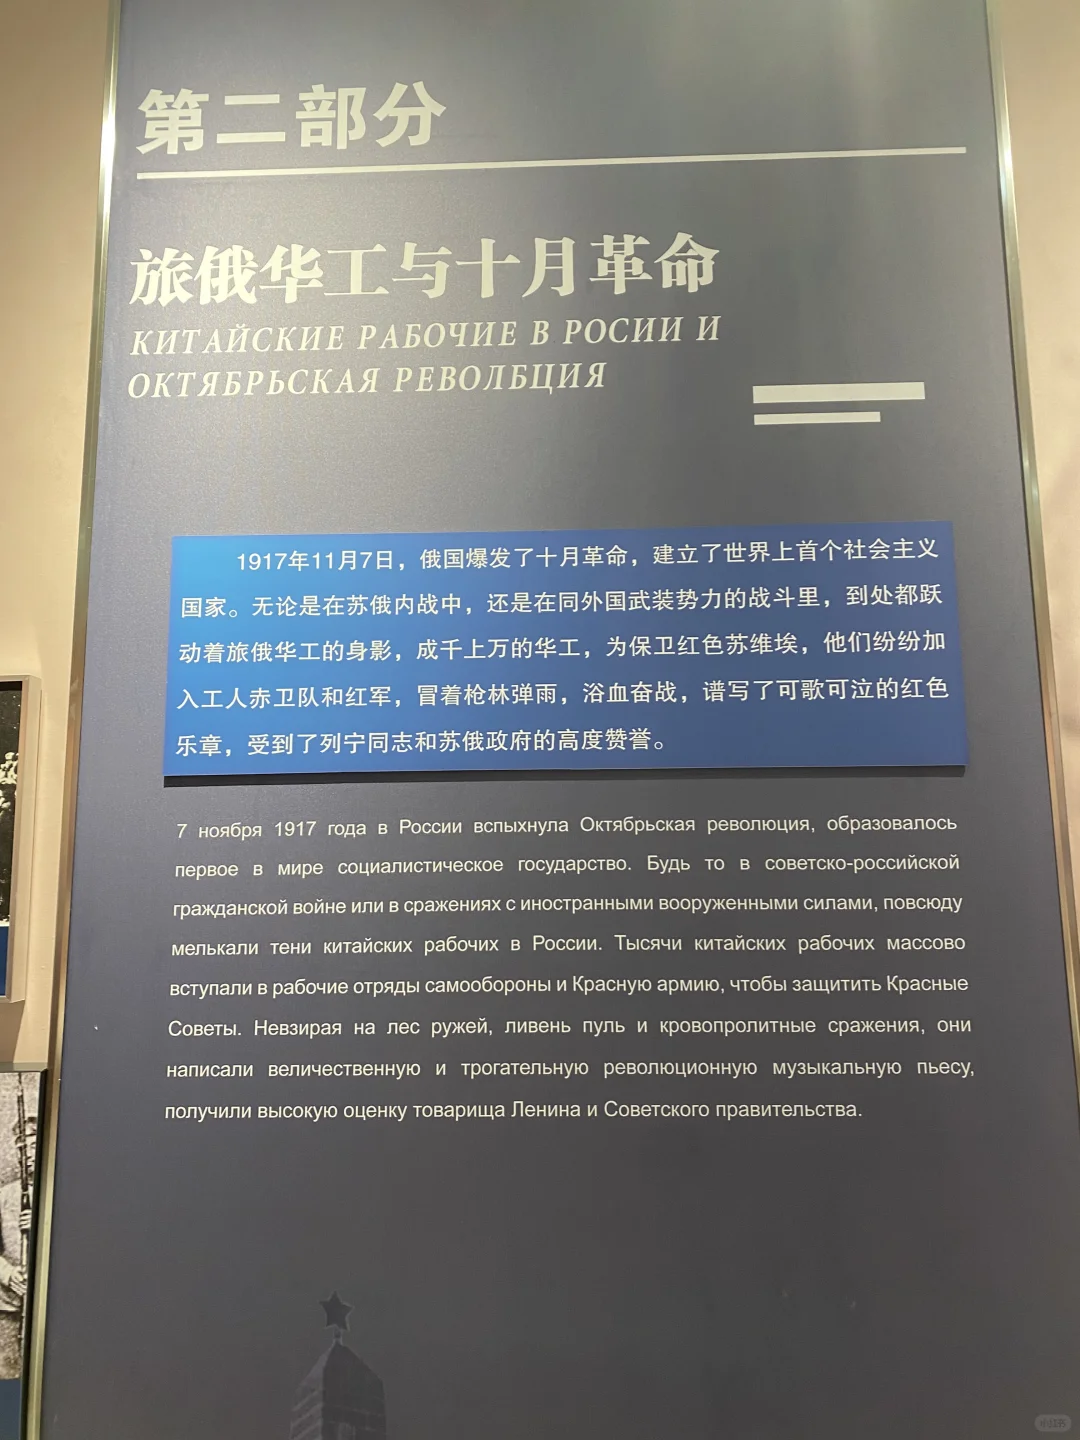 第二部分
旅俄华工与十月革命
КИТАЙСКИЕ РАБОЧИЕ В РОСИИ И
ОКТЯБРЬСКАЯ РЕВОЛБЦИЯ
1917年11月7日，俄国爆发了十月革命，建立了世界上首个社会主义
国家。无论是在苏俄内战中，还是在同外国武装势力的战斗里，到处都跃
动着旅俄华工的身影，成千上万的华工，为保卫红色苏维埃，他们纷纷加
入工人赤卫队和红军，冒着枪林弹雨，浴血奋战，谱写了可歌可泣的红色
乐章，受到了列宁同志和苏俄政府的高度赞誉。
7 ноября 1917 года в России вспыхнула Октябрьская революция, образовалось
первое в мире социалистическое государство. Будь то в советско-российской
гражданской войне или в сражениях с иностранными вооруженными силами, повсюду
мелькали тени китайских рабочих в России. Тысячи китайских рабочих массово
вступали в рабочие отряды самообороны и Красную армию, чтобы защитить Красные
Советы. Невзирая на лес ружей, ливень пуль и кровопролитные сражения, они
написали величественную и трогательную революционную музыкальную пьесу,
получили высокую оценку товарища Ленина и Советского правительства.
小红书